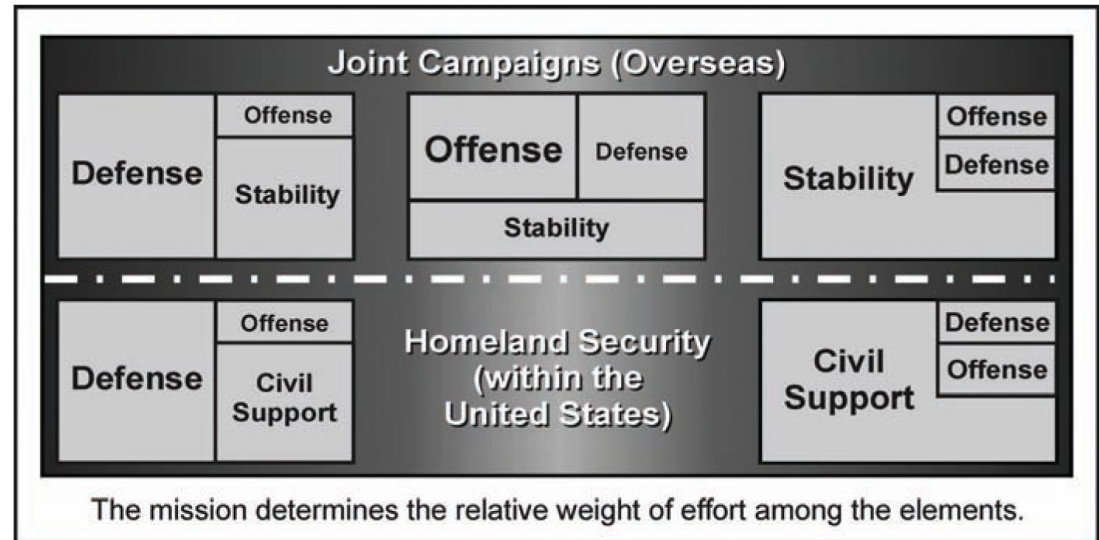 Joint Campaigns (Overseas)
Defense
Offense
Stability
Offense
Defense
Stability
Stability
Offense
Defense
Defense
Offense
Civil
Support
Homeland Security
(within the
United States)
Civil
Support
Defense
Offense
The mission determines the relative weight of effort among the elements.